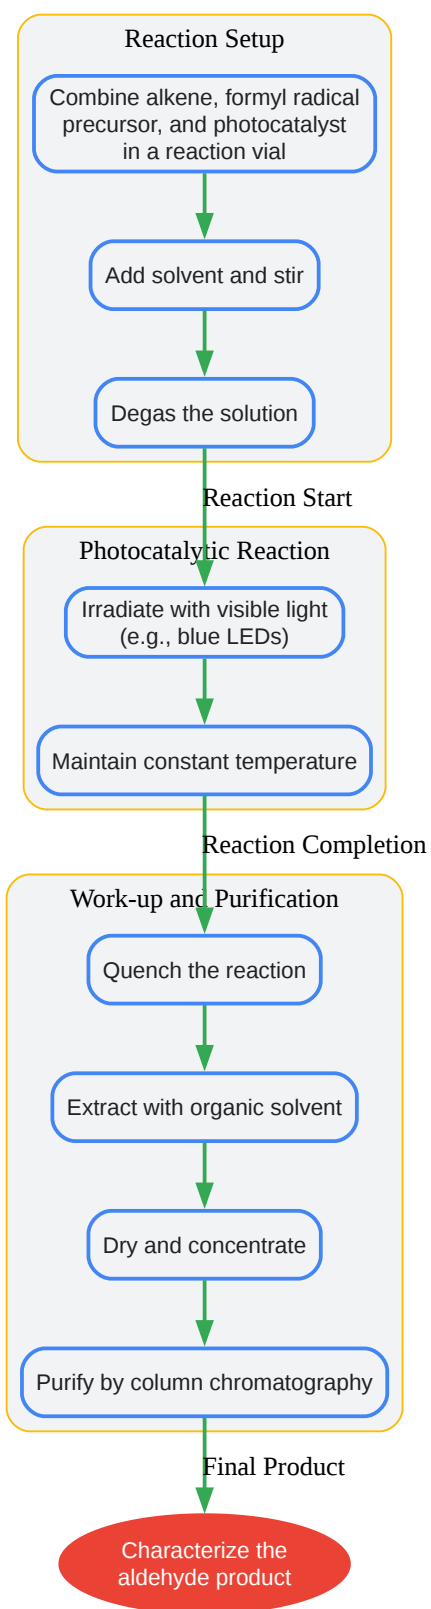 Reaction Setup
Combine alkene, formyl radical
precursor, and photocatalyst
in a reaction vial
Add solvent and stir
Degas the solution
Reaction Start
Photocatalytic Reaction
Irradiate with visible light
(e.g., blue LEDs)
Maintain constant temperature
Reaction Completion
Work-up and Purification
Quench the reaction
Extract with organic solvent
Dry and concentrate
Purify by column chromatography
Final Product
Characterize the
aldehyde product